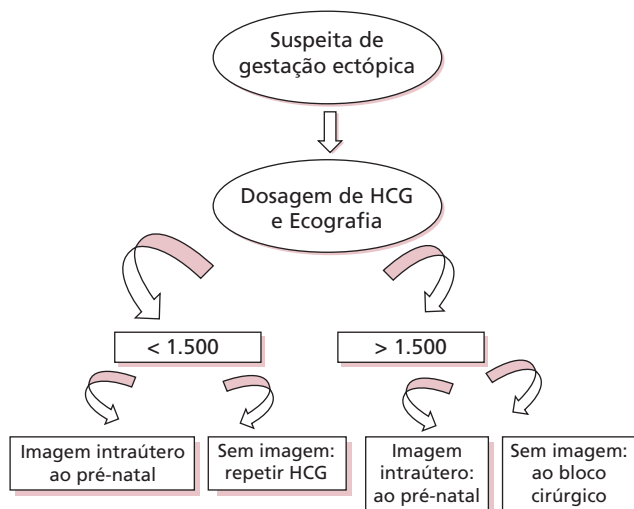 Suspeita de
gestação ectópica
Dosagem de HCG
e Ecografia
< 1.500
> 1.500
Imagem intraútero
ao pré-natal
Sem imagem:
repetir HCG
Imagem
intraútero:
ao pré-natal
Sem imagem:
ao bloco
cirúrgico